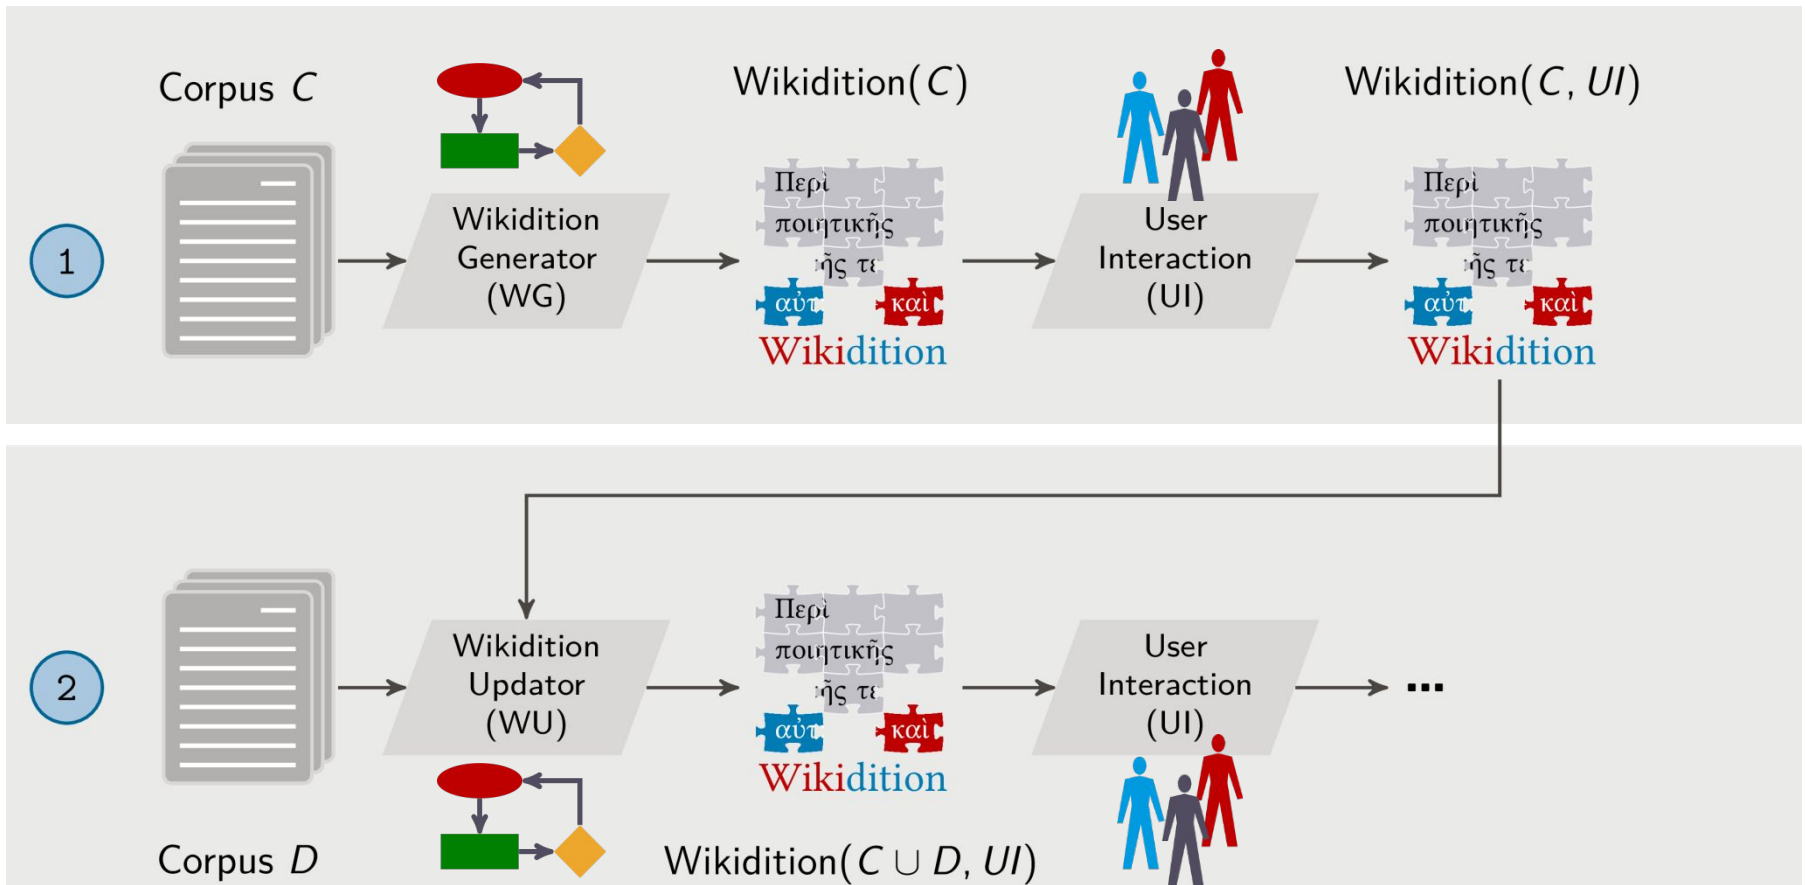 Corpus C
Wikidition(C)
Wikidition(C, UI)
1
Wikidition
Generator
(WG)
Περὶ
ποιητικῆς
ῆς τε
αὐτ
καὶ
Wikidition
User
Interaction
(UI)
Περὶ
ποιητικῆς
ῆς τε
αὐτ
καὶ
Wikidition
2
Wikidition
Updator
(WU)
Περὶ
ποιητικῆς
ῆς τε
αὐτ
καὶ
Wikidition
User
Interaction
(UI)
...
Corpus D
Wikidition(C ∪ D, UI)